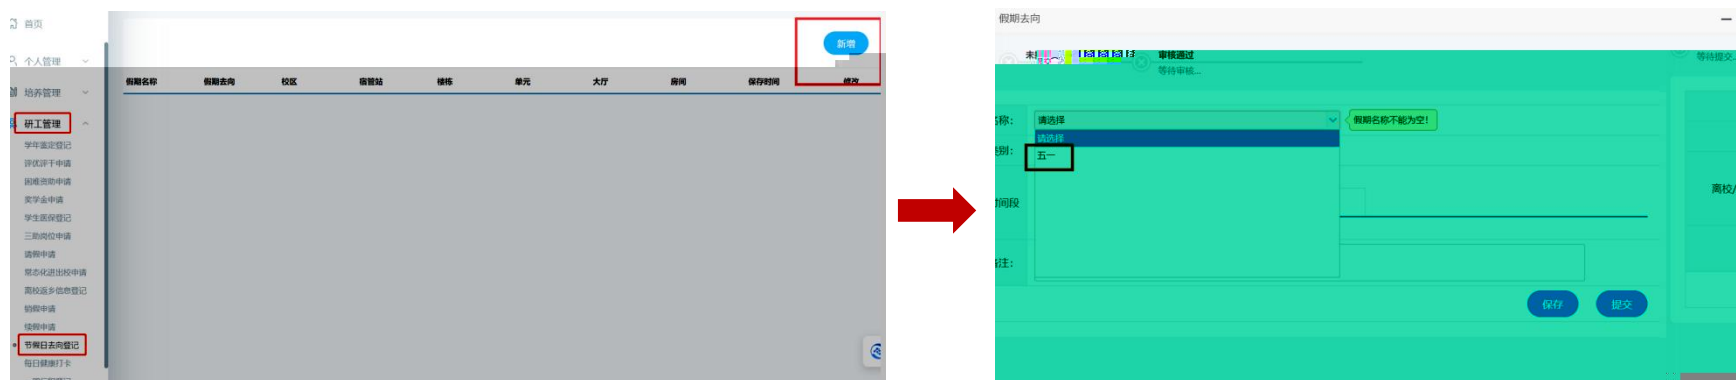 首页
个人管理
培养管理
研工管理
学年鉴定登记
评优评干申请
困难资助申请
奖学金申请
学生医保登记
三助岗位申请
请假申请
常态化进出校申请
离校返乡信息登记
销假申请
续假申请
节假日去向登记
每日健康打卡
新增
假期名称 假期去向 校区 宿管站 楼栋 单元 大厅 房间 保存时间 修改
假期去向
审核通过
等待审核...
等待提交...
名称: 请选择 假期名称不能为空!
请选择
类别:
五一
时间段
离校/
备注:
保存 提交